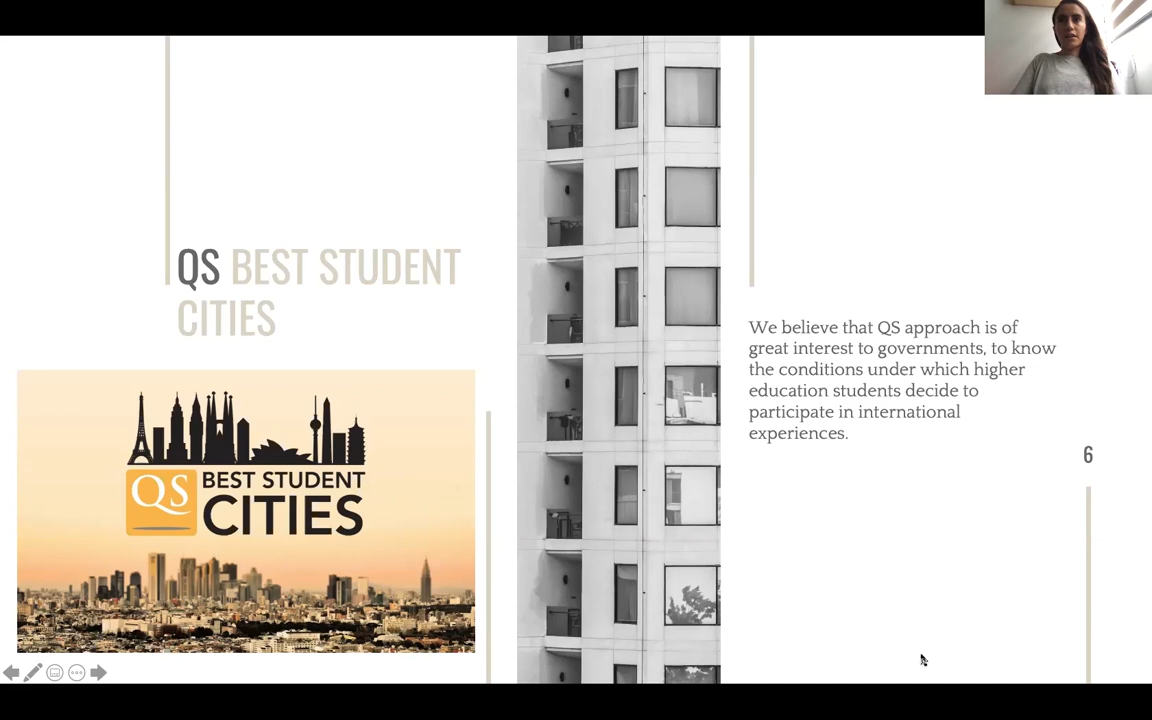 QS BEST STUDENT
CITIES
QS
BEST STUDENT
CITIES
We believe that QS approach is of
great interest to governments, to know
the conditions under which higher
education students decide to
participate in international
experiences.
6